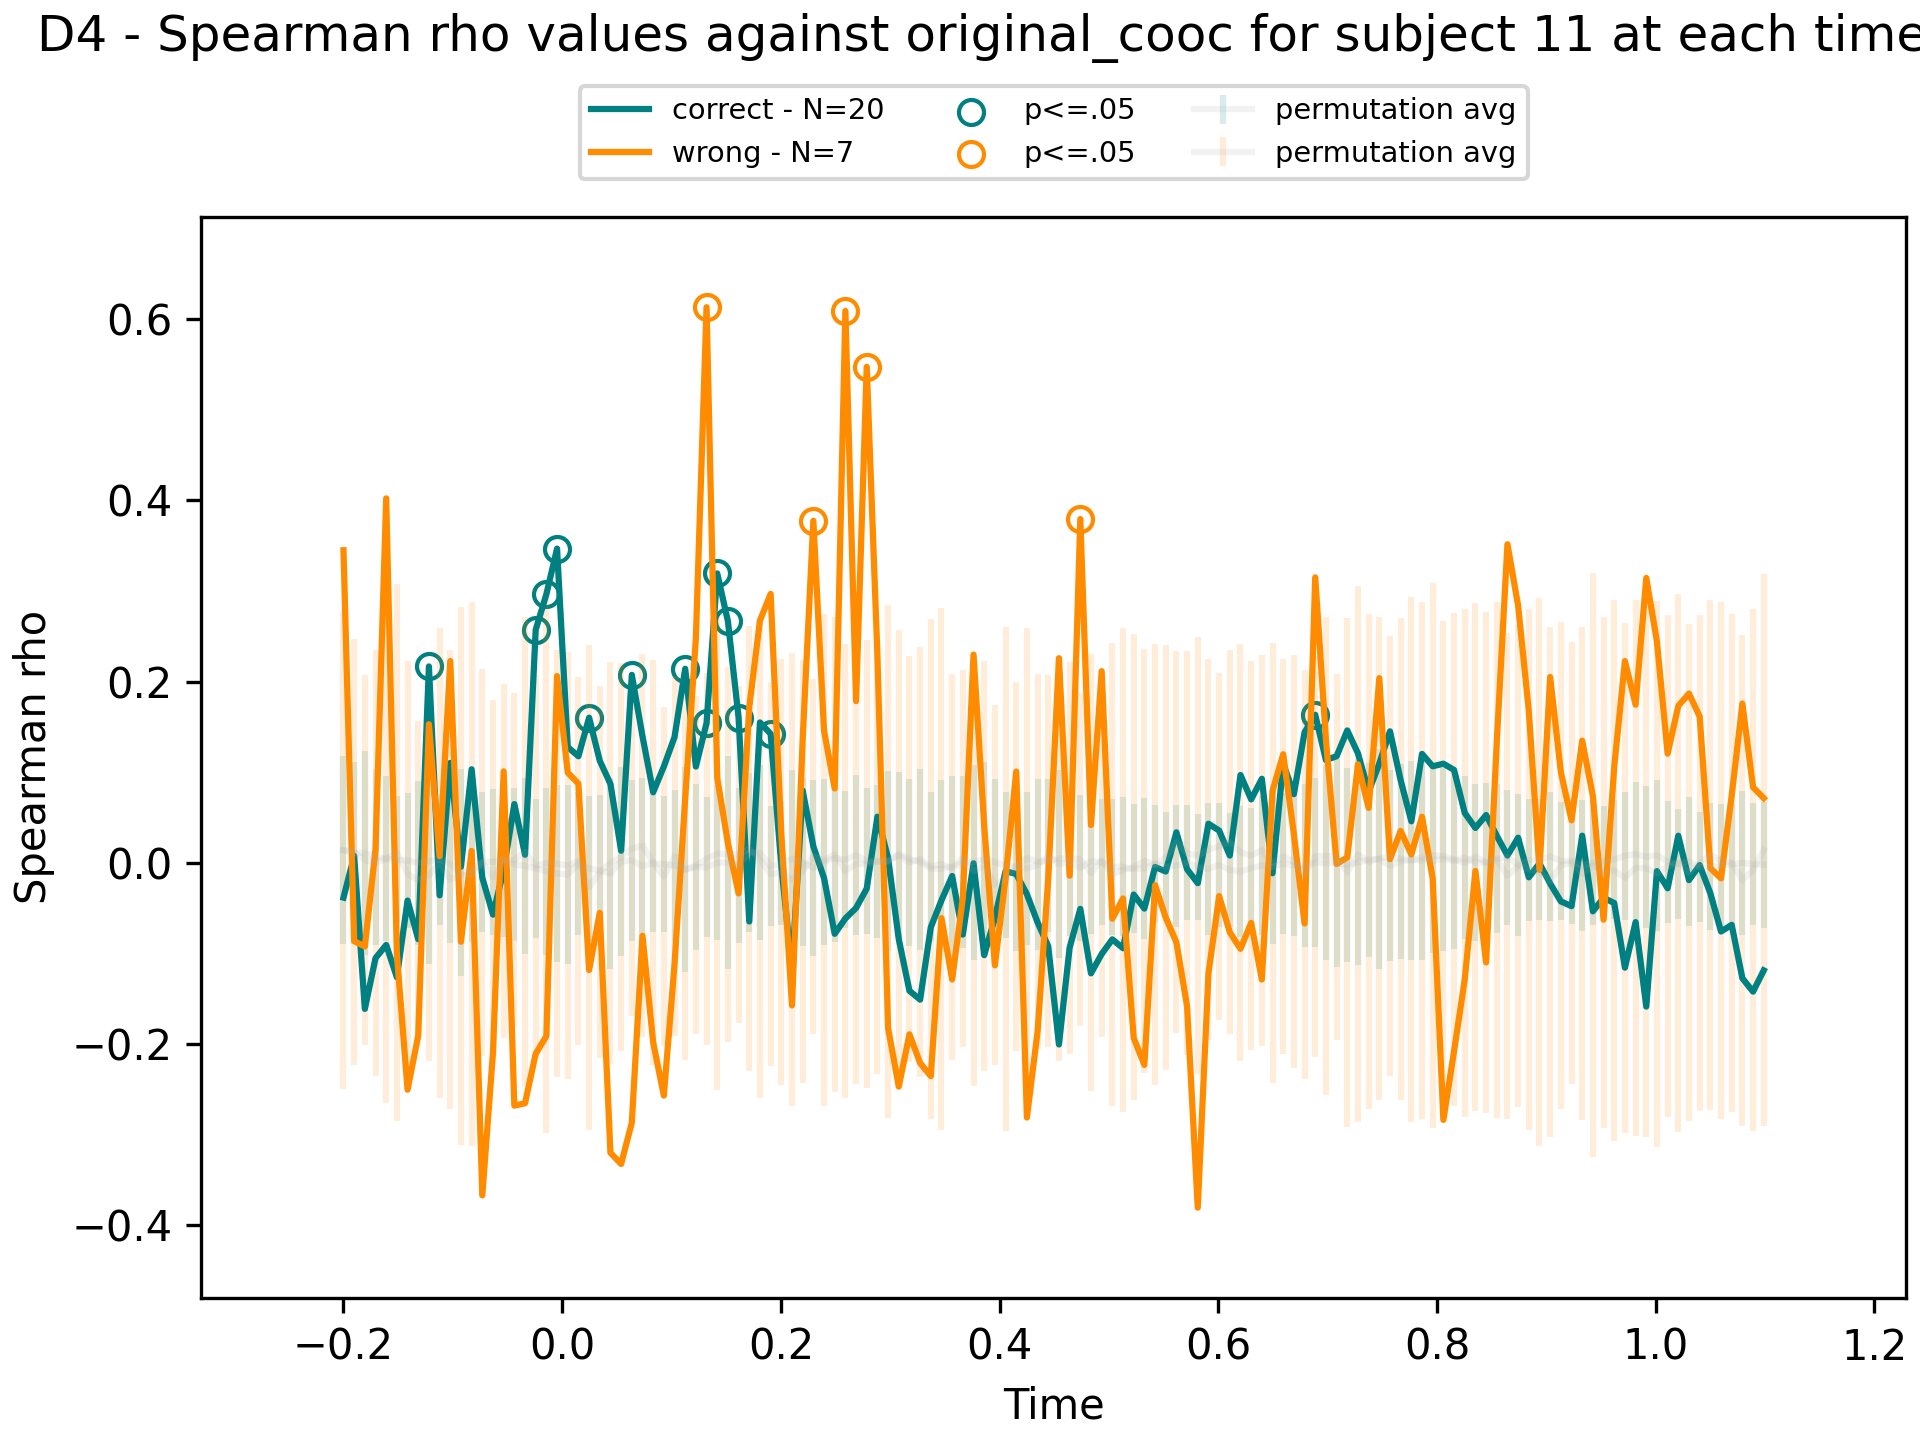 D4 - Spearman rho values against original_cooc for subject 11 at each time
correct - N=20 p<=.05 permutation avg
wrong - N=7 p<=.05 permutation avg
Spearman rho
0.6
0.4
0.2
0.0
−0.2
−0.4
−0.2 0.0 0.2 0.4 0.6 0.8 1.0 1.2
Time